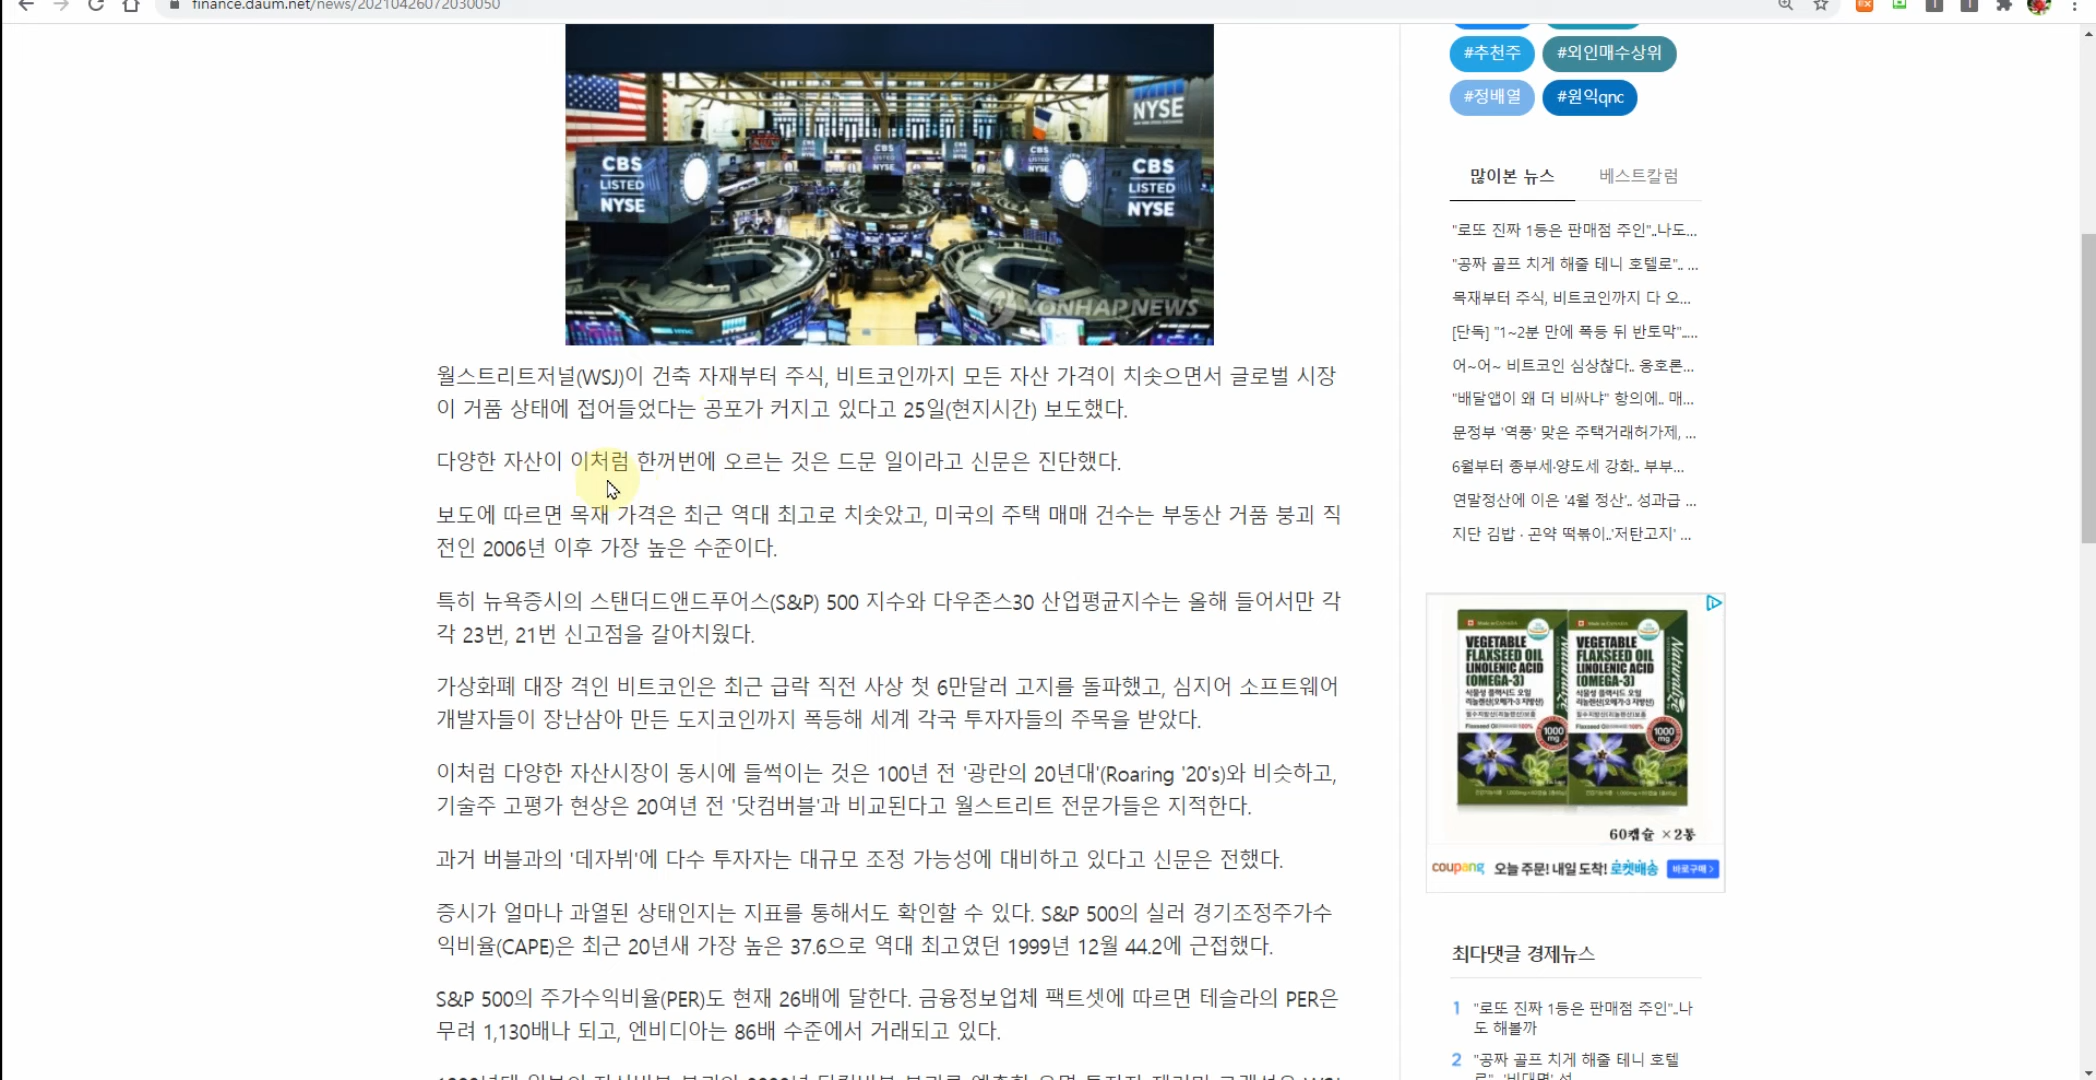 finance.daum.net/news/20210426072030050
NYSE
CBS
LISTED
NYSE
CBS
LISTED
NYSE
YONHAP NEWS
월스트리트저널(WSJ)이 건축 자재부터 주식, 비트코인까지 모든 자산 가격이 치솟으면서 글로벌 시장
이 거품 상태에 접어들었다는 공포가 커지고 있다고 25일(현지시간) 보도했다.
다양한 자산이 이처럼 한꺼번에 오르는 것은 드문 일이라고 신문은 진단했다.
보도에 따르면 목재 가격은 최근 역대 최고로 치솟았고, 미국의 주택 매매 건수는 부동산 거품 붕괴 직
전인 2006년 이후 가장 높은 수준이다.
특히 뉴욕증시의 스탠더드앤드푸어스(S&P) 500 지수와 다우존스30 산업평균지수는 올해 들어서만 각
각 23번, 21번 신고점을 갈아치웠다.
가상화폐 대장 격인 비트코인은 최근 급락 직전 사상 첫 6만달러 고지를 돌파했고, 심지어 소프트웨어
개발자들이 장난삼아 만든 도지코인까지 폭등해 세계 각국 투자자들의 주목을 받았다.
이처럼 다양한 자산시장이 동시에 들썩이는 것은 100년 전 '광란의 20년대'(Roaring '20's)와 비슷하고,
기술주 고평가 현상은 20여년 전 '닷컴버블'과 비교된다고 월스트리트 전문가들은 지적한다.
과거 버블과의 '데자뷔'에 다수 투자자는 대규모 조정 가능성에 대비하고 있다고 신문은 전했다.
증시가 얼마나 과열된 상태인지는 지표를 통해서도 확인할 수 있다. S&P 500의 실러 경기조정주가수
익비율(CAPE)은 최근 20년새 가장 높은 37.6으로 역대 최고였던 1999년 12월 44.2에 근접했다.
S&P 500의 주가수익비율(PER)도 현재 26배에 달한다. 금융정보업체 팩트셋에 따르면 테슬라의 PER은
무려 1,130배나 되고, 엔비디아는 86배 수준에서 거래되고 있다.
#추천주 #외인매수상위
#정배열 #원익qnc
많이본 뉴스 베스트칼럼
"로또 진짜 1등은 판매점 주인"..나도...
"공짜 골프 치게 해줄 테니 호텔로".. ...
목재부터 주식, 비트코인까지 다 오...
[단독] "1~2분 만에 폭등 뒤 반토막"....
어~어~ 비트코인 심상찮다.. 옹호론...
"배달앱이 왜 더 비싸냐" 항의에.. 매...
문정부 '역풍' 맞은 주택거래허가제, ...
6월부터 종부세·양도세 강화.. 부부...
연말정산에 이은 '4월 정산'.. 성과급 ...
지단 김밥 · 곤약 떡볶이..'저탄고지' ...
VEGETABLE
FLAXSEED OIL
LINOLENIC ACID
(OMEGA-3)
식물성 플랙시드 오일
1000
mg
VEGETABLE
FLAXSEED OIL
LINOLENIC ACID
(OMEGA-3)
식물성 플랙시드 오일
1000
mg
60캡슐 ×2통
coupang 오늘 주문! 내일 도착! 로켓배송 바로구매 >
최다댓글 경제뉴스
1 "로또 진짜 1등은 판매점 주인"..나
도 해볼까
2 "공짜 골프 치게 해줄 테니 호텔